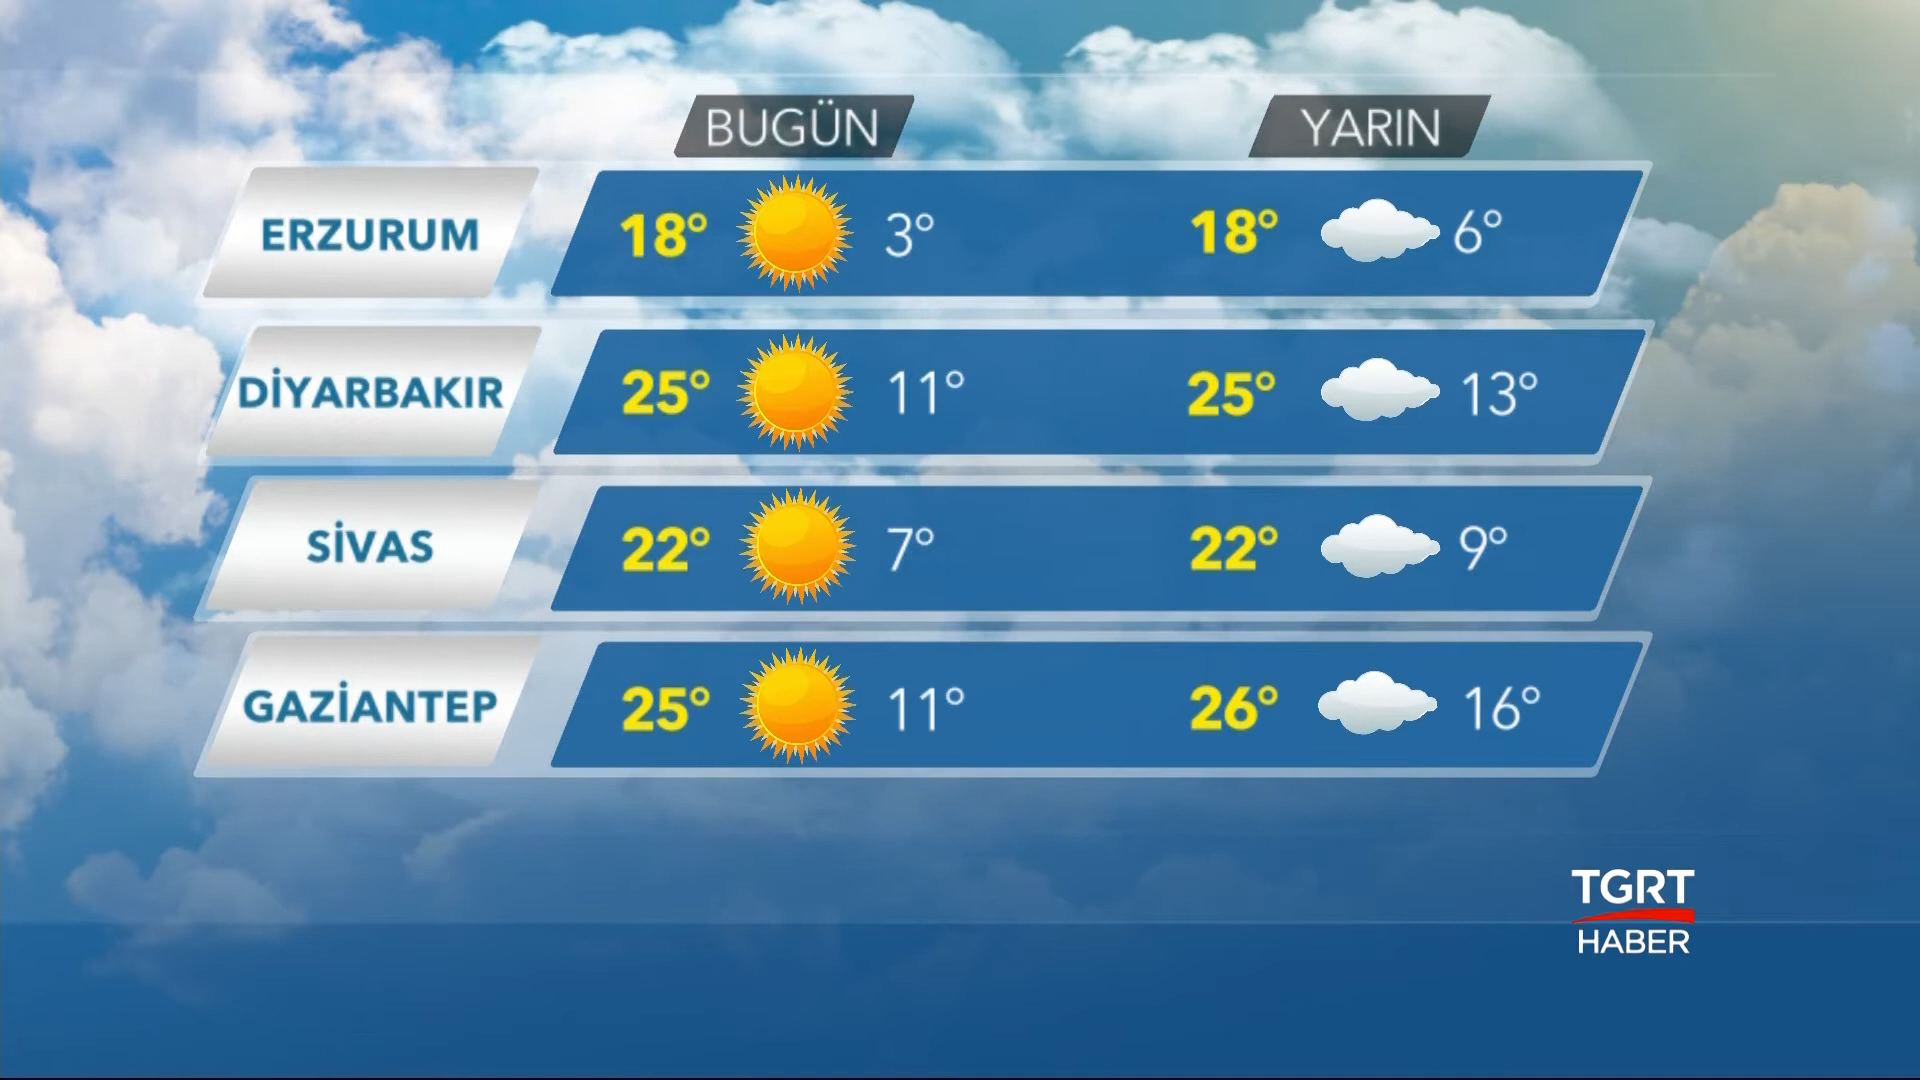 BUGÜN YARIN
ERZURUM 18° 3° 18° 6°
DİYARBAKIR 25° 11° 25° 13°
SİVAS 22° 7° 22° 9°
GAZİANTEP 25° 11° 26° 16°
TGRT
HABER